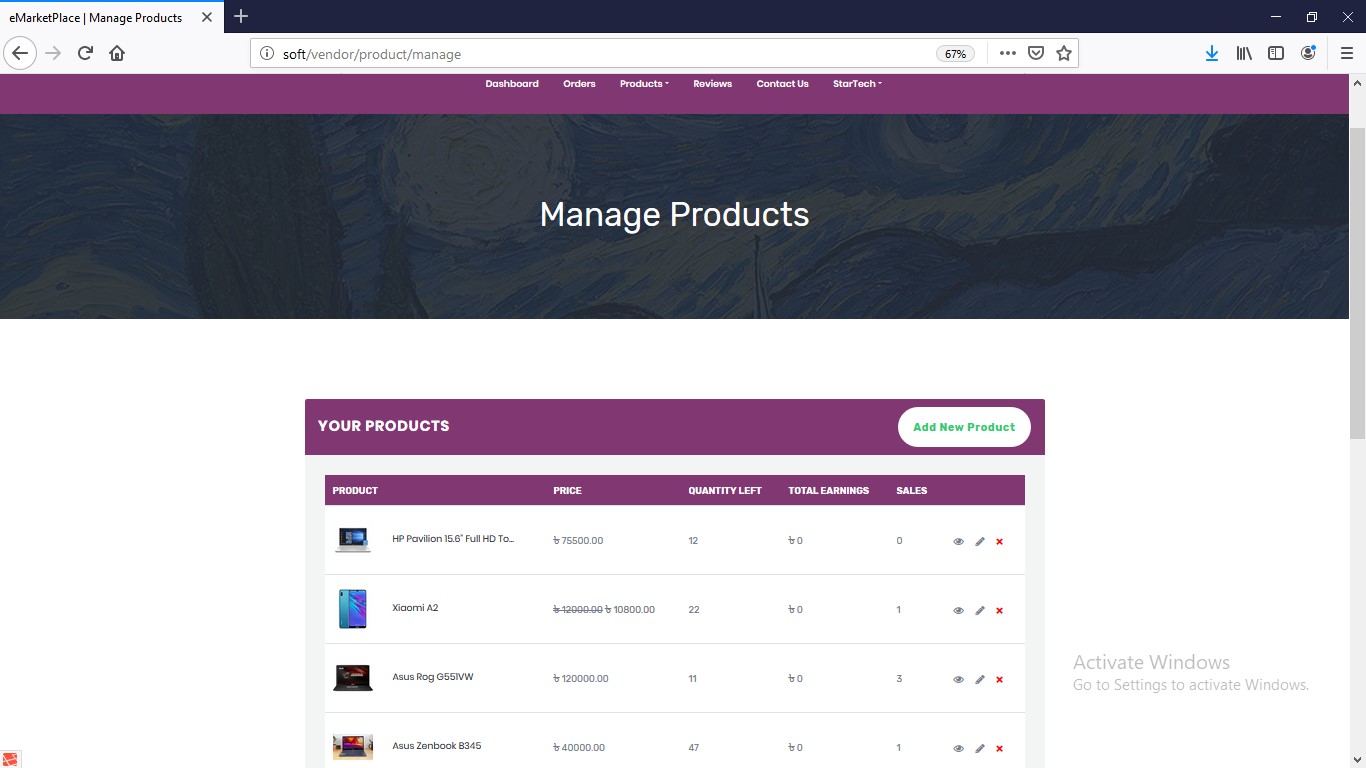 eMarketPlace | Manage Products
soft/vendor/product/manage
67%
Dashboard Orders Products Reviews Contact Us StarTech
Manage Products
YOUR PRODUCTS
Add New Product
PRODUCT PRICE QUANTITY LEFT TOTAL EARNINGS SALES
HP Pavilion 15.6" Full HD To... ৳ 75500.00 12 ৳ 0 0
Xiaomi A2 ৳ 12000.00 ৳ 10800.00 22 ৳ 0 1
Asus Rog G551VW ৳ 120000.00 11 ৳ 0 3
Asus Zenbook B345 ৳ 40000.00 47 ৳ 0 1
Activate Windows
Go to Settings to activate Windows.